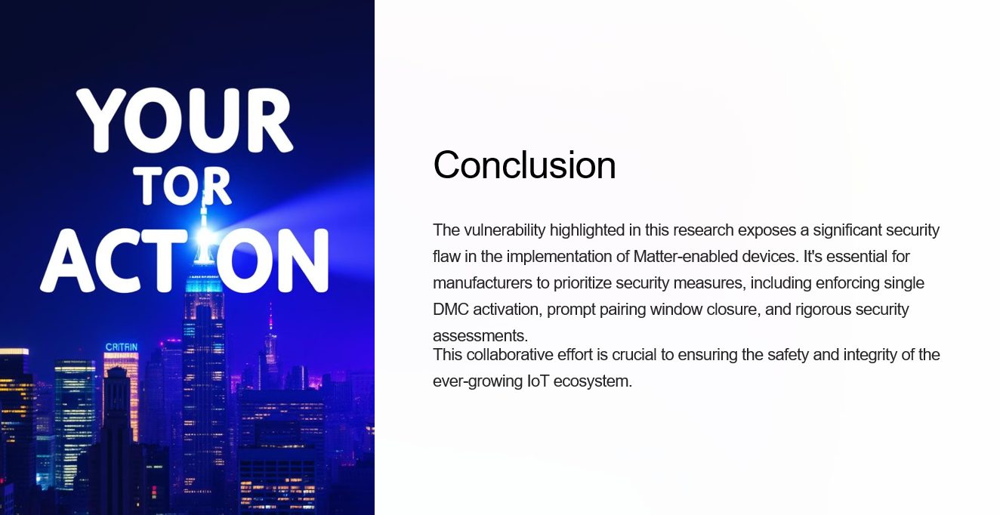 YOUR
TOR
ACTION
CRITRIN
Conclusion
The vulnerability highlighted in this research exposes a significant security
flaw in the implementation of Matter-enabled devices. It's essential for
manufacturers to prioritize security measures, including enforcing single
DMC activation, prompt pairing window closure, and rigorous security
assessments.
This collaborative effort is crucial to ensuring the safety and integrity of the
ever-growing IoT ecosystem.